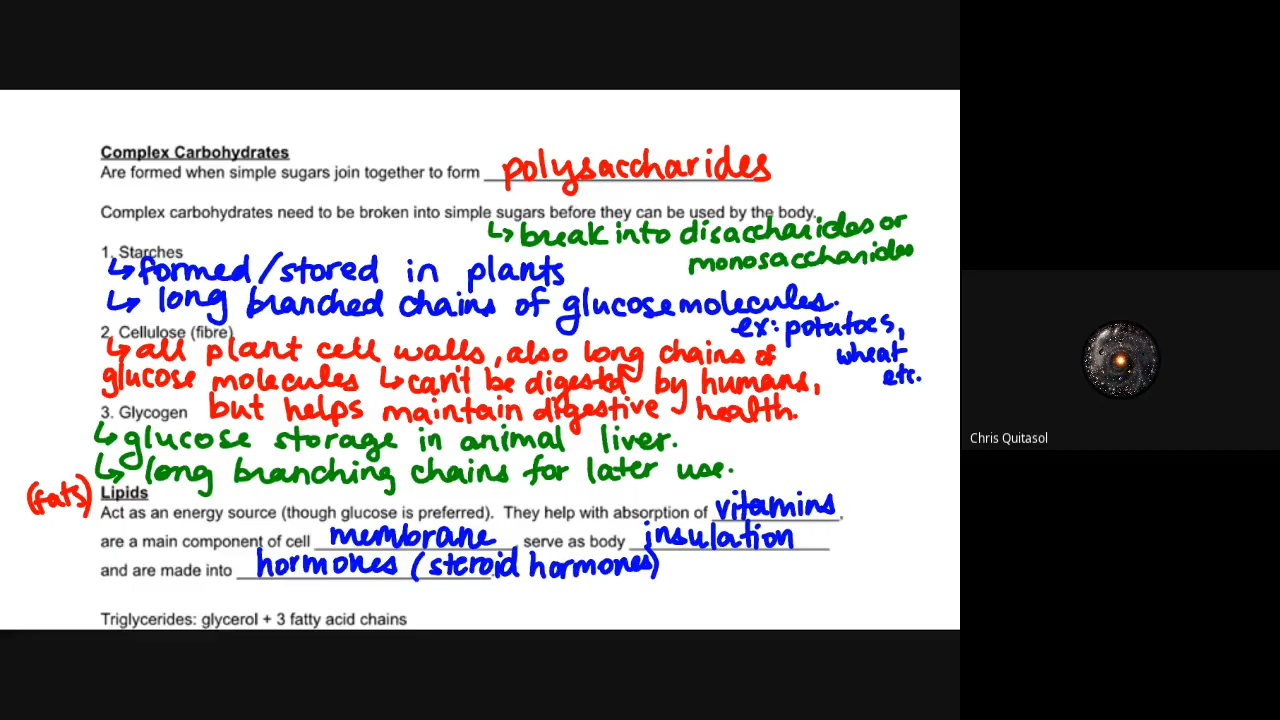 Complex Carbohydrates
Are formed when simple sugars join together to form polysaccharides
Complex carbohydrates need to be broken into simple sugars before they can be used by the body.
↳ break into disaccharides or
monosaccharides
1. Starches
↳ formed/stored in plants
↳ long branched chains of glucose molecules.
ex: potatoes,
wheat
etc.
2. Cellulose (fibre)
↳ all plant cell walls, also long chains of
glucose molecules ↳ can't be digested by humans,
but helps maintain digestive health.
3. Glycogen
↳ glucose storage in animal liver.
↳ long branching chains for later use.
(fats) Lipids
Act as an energy source (though glucose is preferred). They help with absorption of vitamins,
are a main component of cell membrane, serve as body insulation
and are made into hormones (steroid hormones)
Triglycerides: glycerol + 3 fatty acid chains
Chris Quitasol